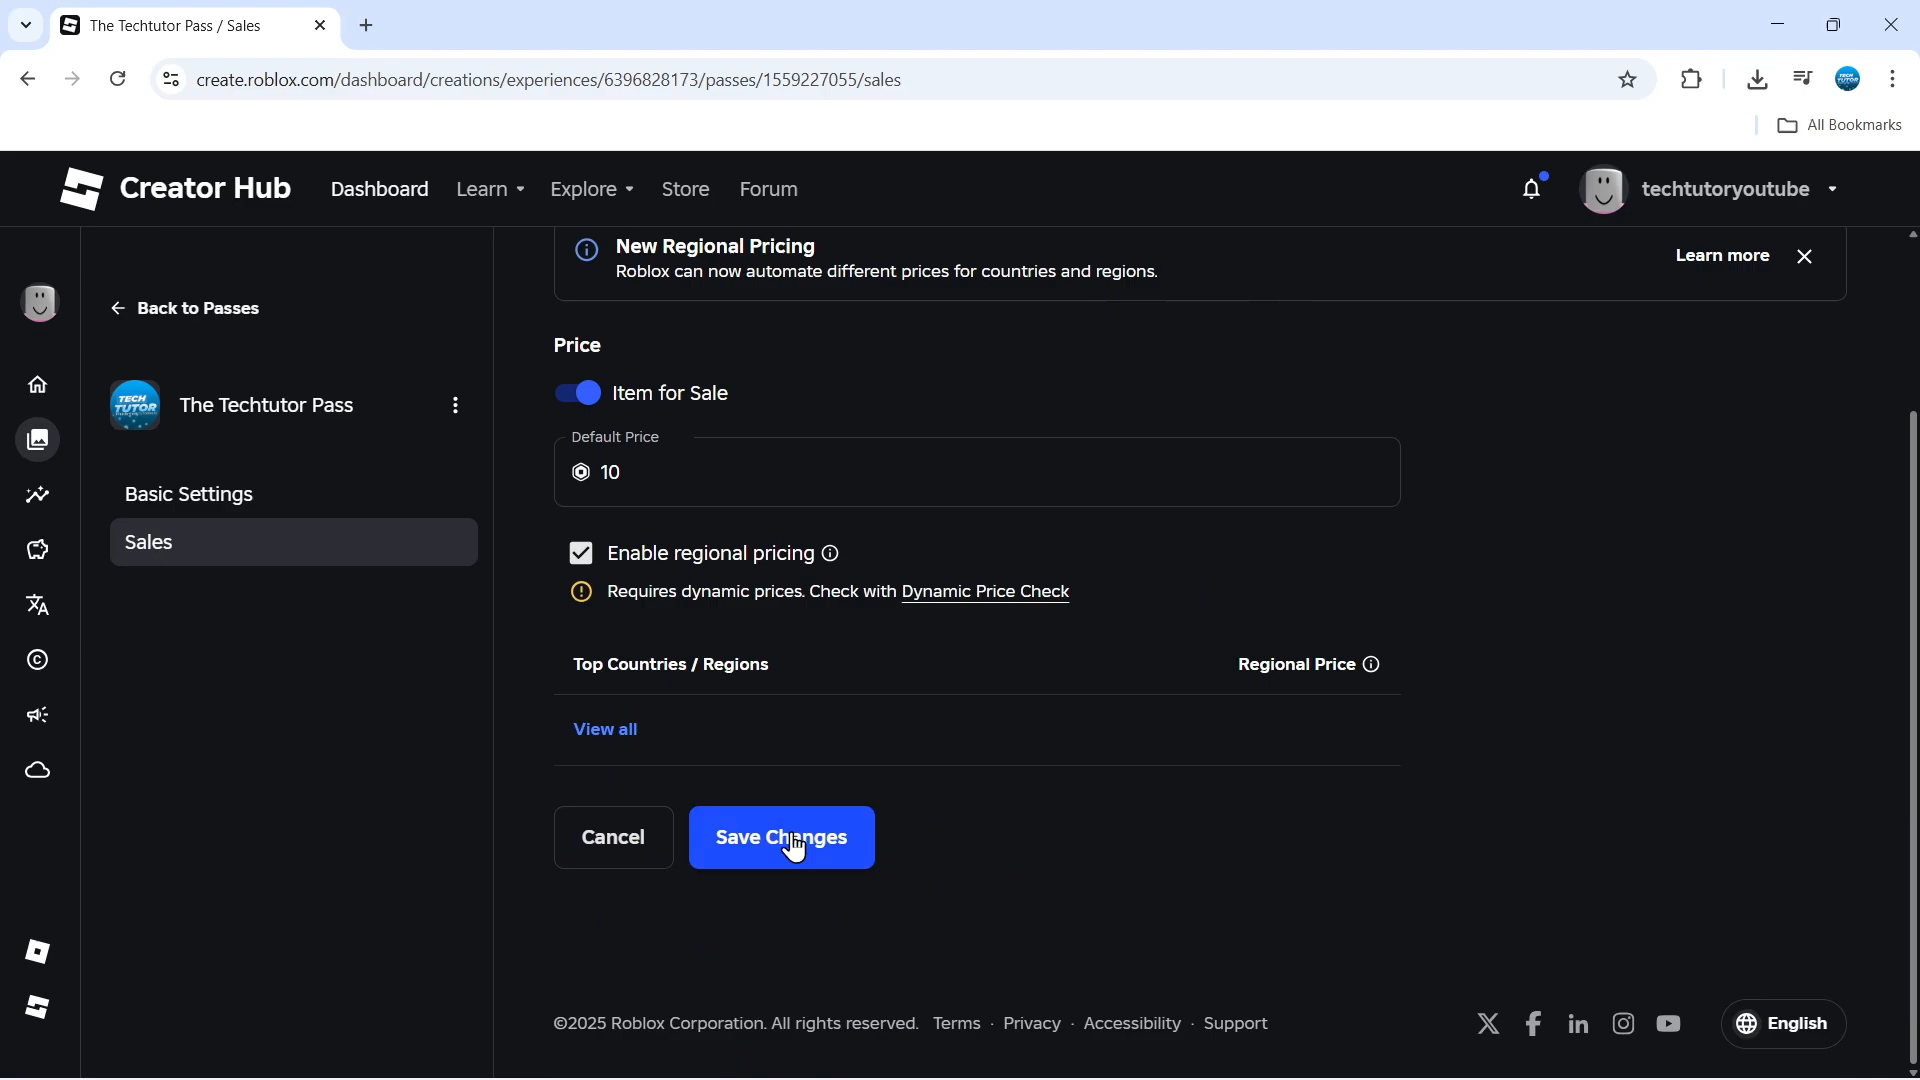 The Techtutor Pass / Sales
create.roblox.com/dashboard/creations/experiences/6396828173/passes/1559227055/sales
All Bookmarks
Creator Hub
Dashboard
Learn
Explore
Store
Forum
techtutoryoutube
New Regional Pricing
Roblox can now automate different prices for countries and regions.
Learn more
Back to Passes
TECH
TUTOR
The Techtutor Pass
Basic Settings
Sales
Price
Item for Sale
Default Price
10
Enable regional pricing
Requires dynamic prices. Check with Dynamic Price Check
Top Countries / Regions
Regional Price
View all
Cancel
Save Changes
©2025 Roblox Corporation. All rights reserved. Terms · Privacy · Accessibility · Support
English